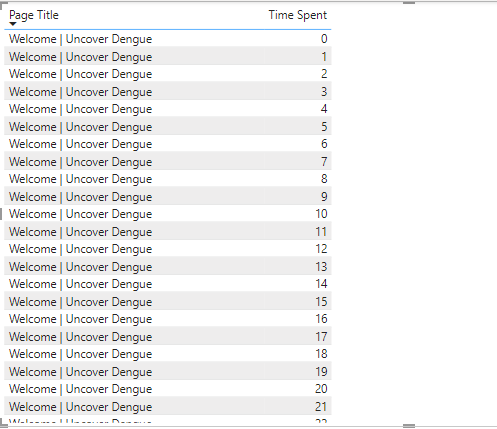 Page Title Time Spent
Welcome | Uncover Dengue 0
Welcome | Uncover Dengue 1
Welcome | Uncover Dengue 2
Welcome | Uncover Dengue 3
Welcome | Uncover Dengue 4
Welcome | Uncover Dengue 5
Welcome | Uncover Dengue 6
Welcome | Uncover Dengue 7
Welcome | Uncover Dengue 8
Welcome | Uncover Dengue 9
Welcome | Uncover Dengue 10
Welcome | Uncover Dengue 11
Welcome | Uncover Dengue 12
Welcome | Uncover Dengue 13
Welcome | Uncover Dengue 14
Welcome | Uncover Dengue 15
Welcome | Uncover Dengue 16
Welcome | Uncover Dengue 17
Welcome | Uncover Dengue 18
Welcome | Uncover Dengue 19
Welcome | Uncover Dengue 20
Welcome | Uncover Dengue 21